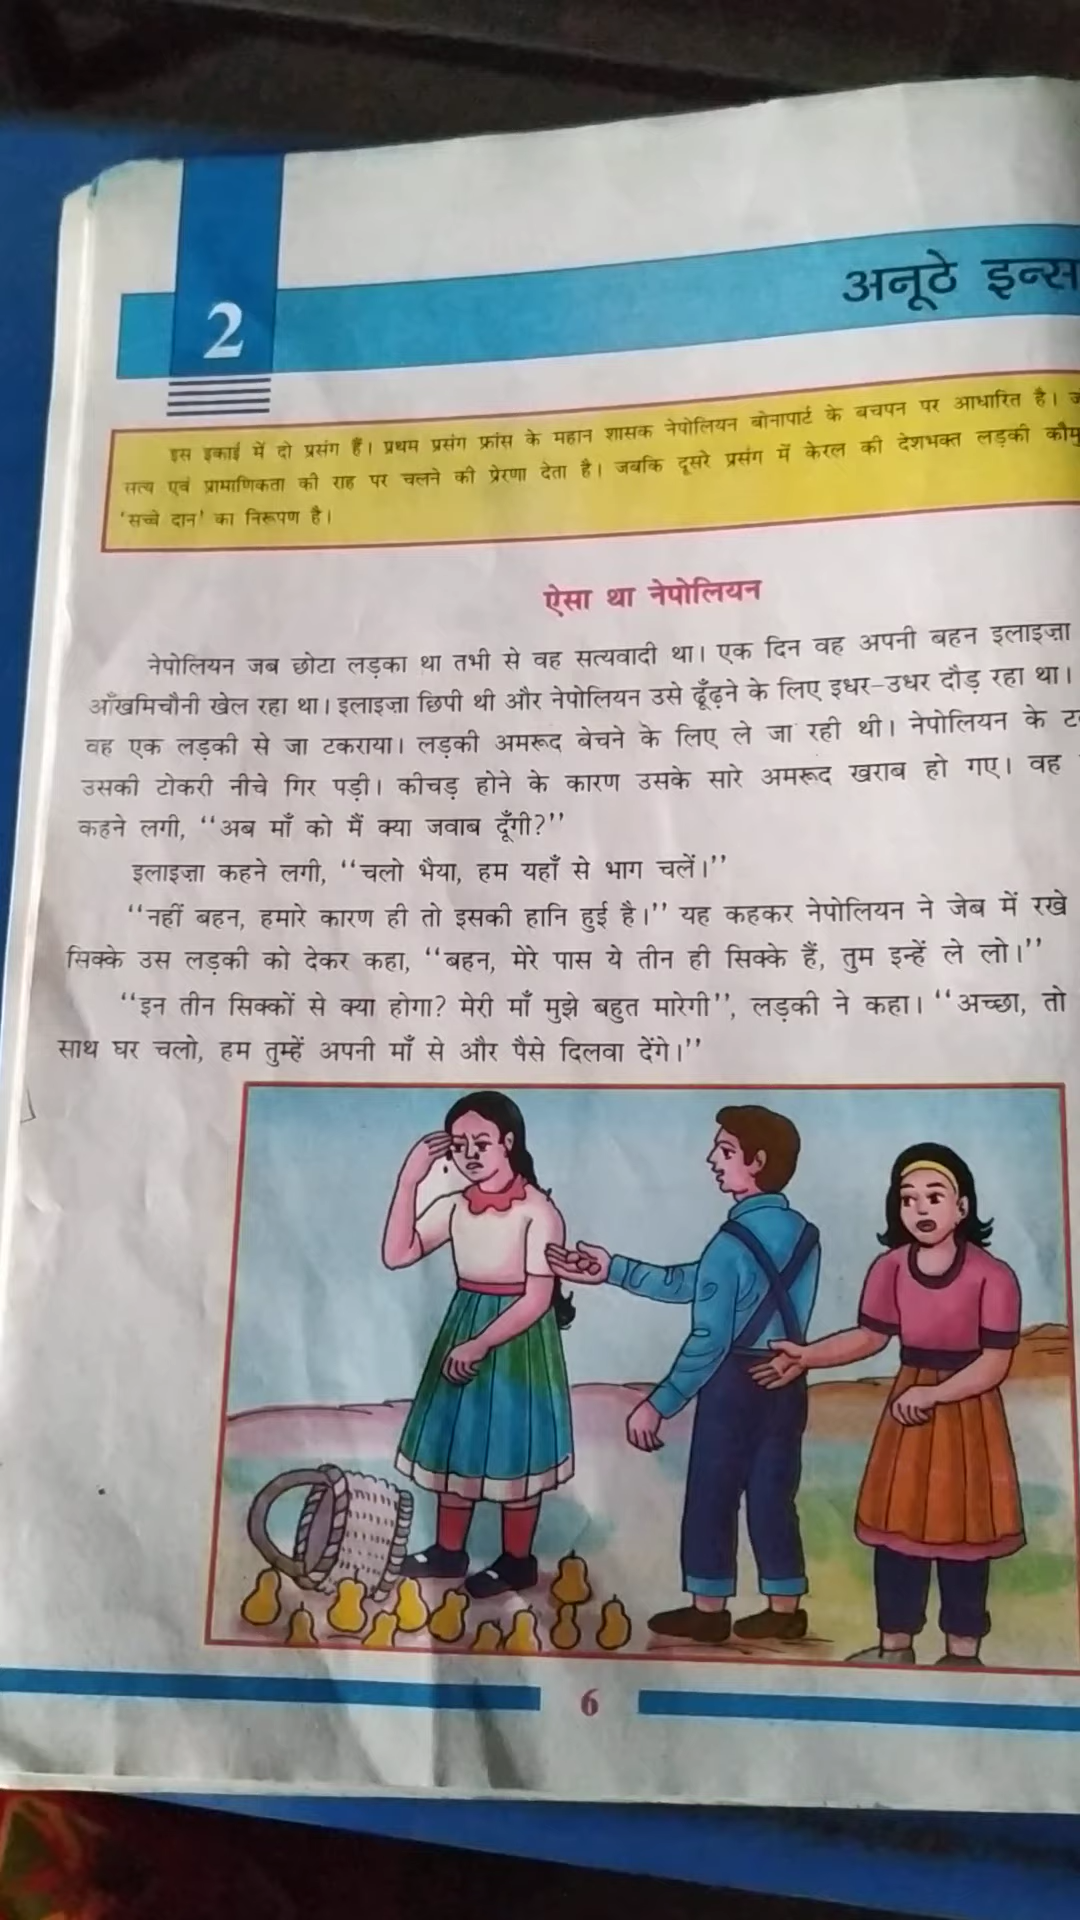 2
अनूठे इन्स
इस इकाई में दो प्रसंग हैं। प्रथम प्रसंग फ्रांस के महान शासक नेपोलियन बोनापार्ट के बचपन पर आधारित है।
सत्य एवं प्रामाणिकता की राह पर चलने की प्रेरणा देता है। जबकि दूसरे प्रसंग में केरल की देशभक्त लड़की कौमु
'सच्चे दान' का निरूपण है।
ऐसा था नेपोलियन
नेपोलियन जब छोटा लड़का था तभी से वह सत्यवादी था। एक दिन वह अपनी बहन इलाइज़ा
आँखमिचौनी खेल रहा था। इलाइज़ा छिपी थी और नेपोलियन उसे ढूँढ़ने के लिए इधर-उधर दौड़ रहा था।
वह एक लड़की से जा टकराया। लड़की अमरूद बेचने के लिए ले जा रही थी। नेपोलियन के
उसकी टोकरी नीचे गिर पड़ी। कीचड़ होने के कारण उसके सारे अमरूद खराब हो गए। वह
कहने लगी, ''अब माँ को मैं क्या जवाब दूँगी?''
इलाइज़ा कहने लगी, ''चलो भैया, हम यहाँ से भाग चलें।''
''नहीं बहन, हमारे कारण ही तो इसकी हानि हुई है।'' यह कहकर नेपोलियन ने जेब में रखे
सिक्के उस लड़की को देकर कहा, ''बहन, मेरे पास ये तीन ही सिक्के हैं, तुम इन्हें ले लो।''
''इन तीन सिक्कों से क्या होगा? मेरी माँ मुझे बहुत मारेगी'', लड़की ने कहा। ''अच्छा, तो
साथ घर चलो, हम तुम्हें अपनी माँ से और पैसे दिलवा देंगे।''
6